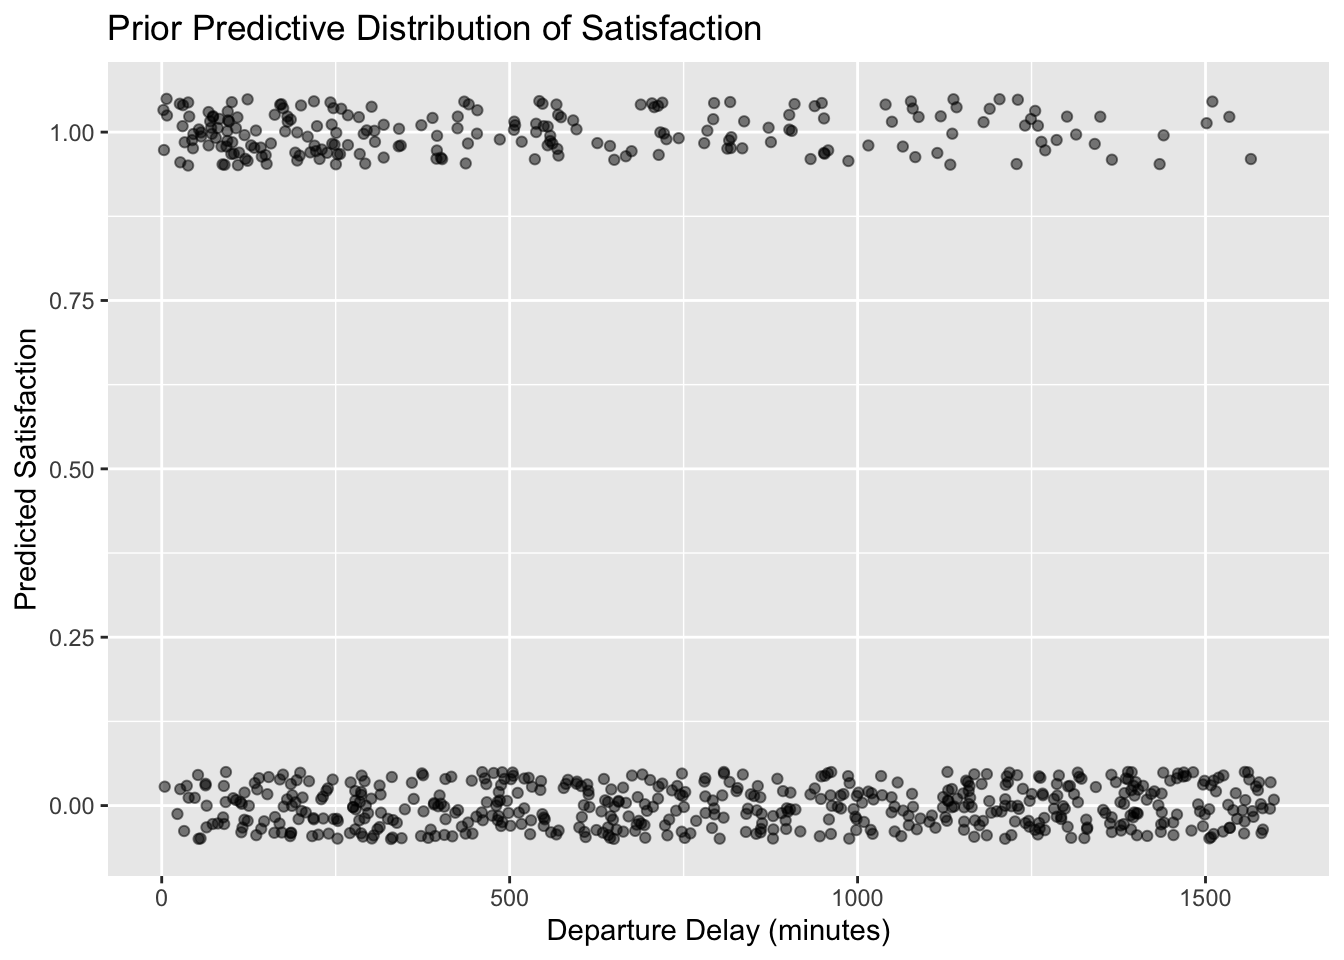 Prior Predictive Distribution of Satisfaction
1.00
0.75
0.50
0.25
0.00
Predicted Satisfaction
0 500 1000 1500
Departure Delay (minutes)